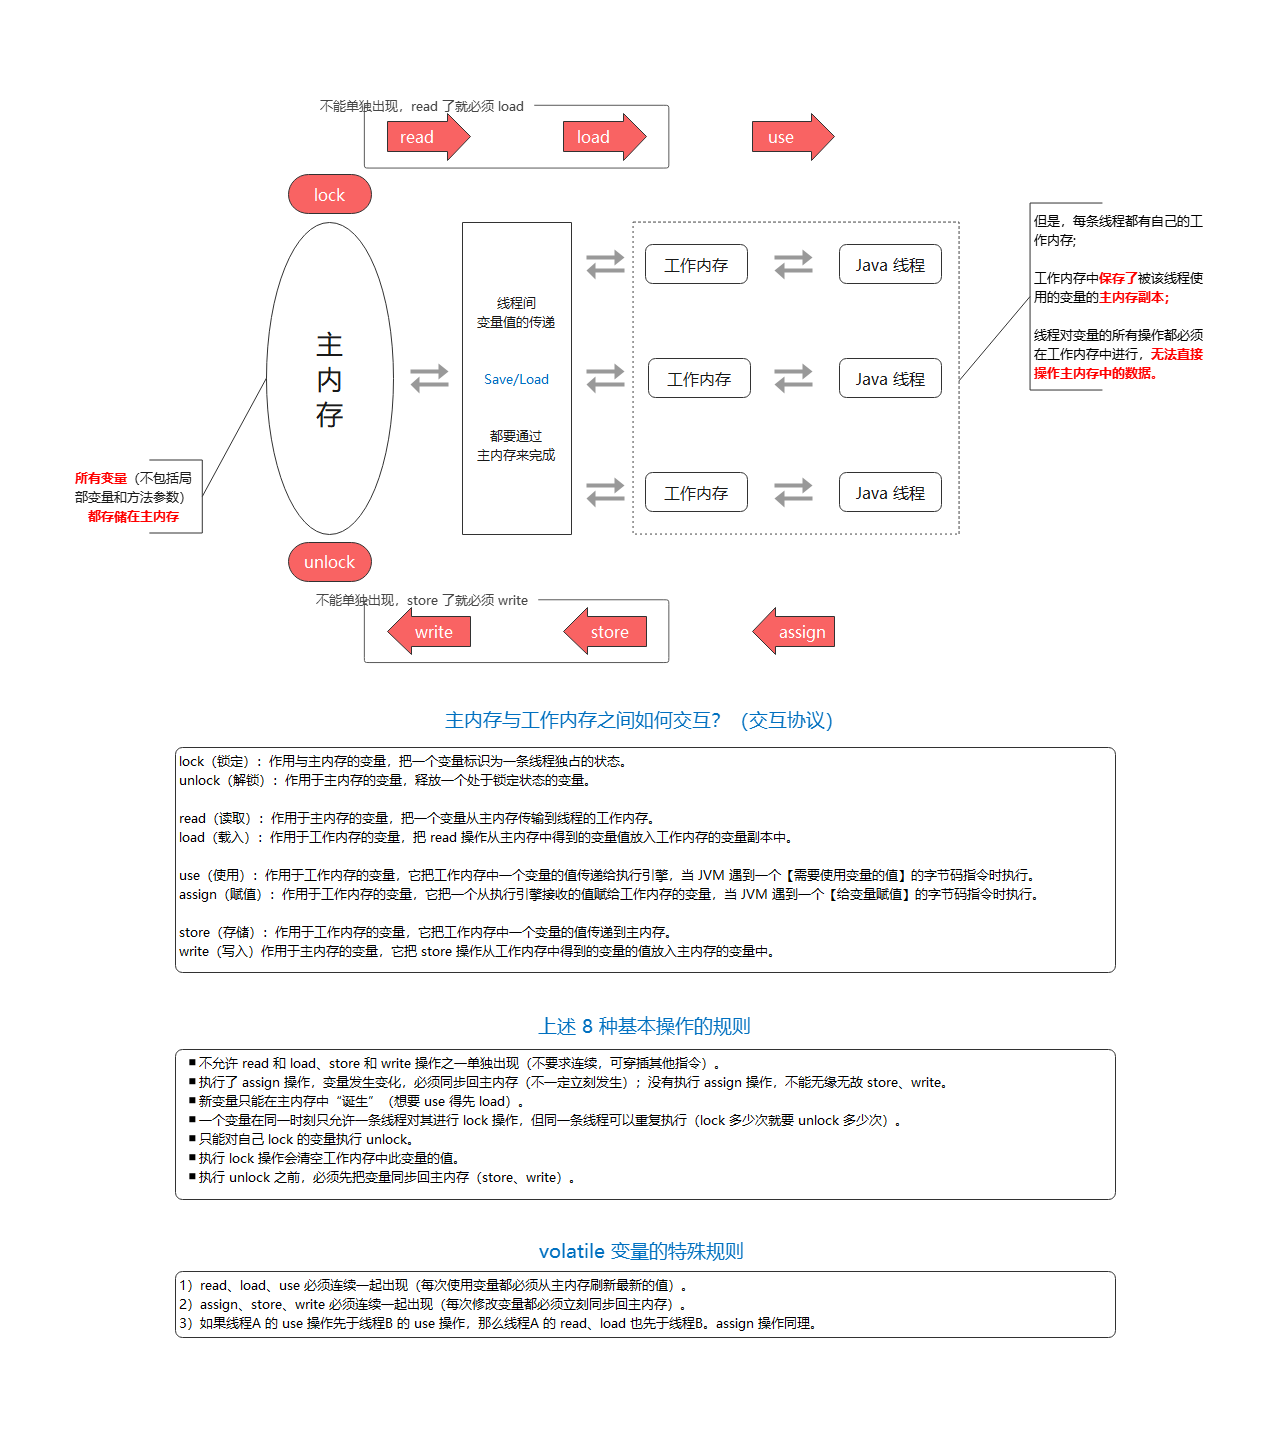 不能单独出现，read 了就必须 load
read
load
use
lock
主
内
存
线程间
变量值的传递
Save/Load
都要通过
主内存来完成
工作内存
Java 线程
工作内存
Java 线程
工作内存
Java 线程
但是，每条线程都有自己的工
作内存;
工作内存中保存了被该线程使
用的变量的主内存副本;
线程对变量的所有操作都必须
在工作内存中进行，无法直接
操作主内存中的数据。
所有变量（不包括局
部变量和方法参数）
都存储在主内存
unlock
不能单独出现，store 了就必须 write
write
store
assign
主内存与工作内存之间如何交互？（交互协议）
lock（锁定）：作用与主内存的变量，把一个变量标识为一条线程独占的状态。
unlock（解锁）：作用于主内存的变量，释放一个处于锁定状态的变量。
read（读取）：作用于主内存的变量，把一个变量从主内存传输到线程的工作内存。
load（载入）：作用于工作内存的变量，把 read 操作从主内存中得到的变量值放入工作内存的变量副本中。
use（使用）：作用于工作内存的变量，它把工作内存中一个变量的值传递给执行引擎，当 JVM 遇到一个【需要使用变量的值】的字节码指令时执行。
assign（赋值）：作用于工作内存的变量，它把一个从执行引擎接收的值赋给工作内存的变量，当 JVM 遇到一个【给变量赋值】的字节码指令时执行。
store（存储）：作用于工作内存的变量，它把工作内存中一个变量的值传递到主内存。
write（写入）作用于主内存的变量，它把 store 操作从工作内存中得到的变量的值放入主内存的变量中。
上述 8 种基本操作的规则
■ 不允许 read 和 load、store 和 write 操作之一单独出现（不要求连续，可穿插其他指令）。
■ 执行了 assign 操作，变量发生变化，必须同步回主内存（不一定立刻发生）；没有执行 assign 操作，不能无缘无故 store、write。
■ 新变量只能在主内存中“诞生”（想要 use 得先 load）。
■ 一个变量在同一时刻只允许一条线程对其进行 lock 操作，但同一条线程可以重复执行（lock 多少次就要 unlock 多少次）。
■ 只能对自己 lock 的变量执行 unlock。
■ 执行 lock 操作会清空工作内存中此变量的值。
■ 执行 unlock 之前，必须先把变量同步回主内存（store、write）。
volatile 变量的特殊规则
1）read、load、use 必须连续一起出现（每次使用变量都必须从主内存刷新最新的值）。
2）assign、store、write 必须连续一起出现（每次修改变量都必须立刻同步回主内存）。
3）如果线程A 的 use 操作先于线程B 的 use 操作，那么线程A 的 read、load 也先于线程B。assign 操作同理。